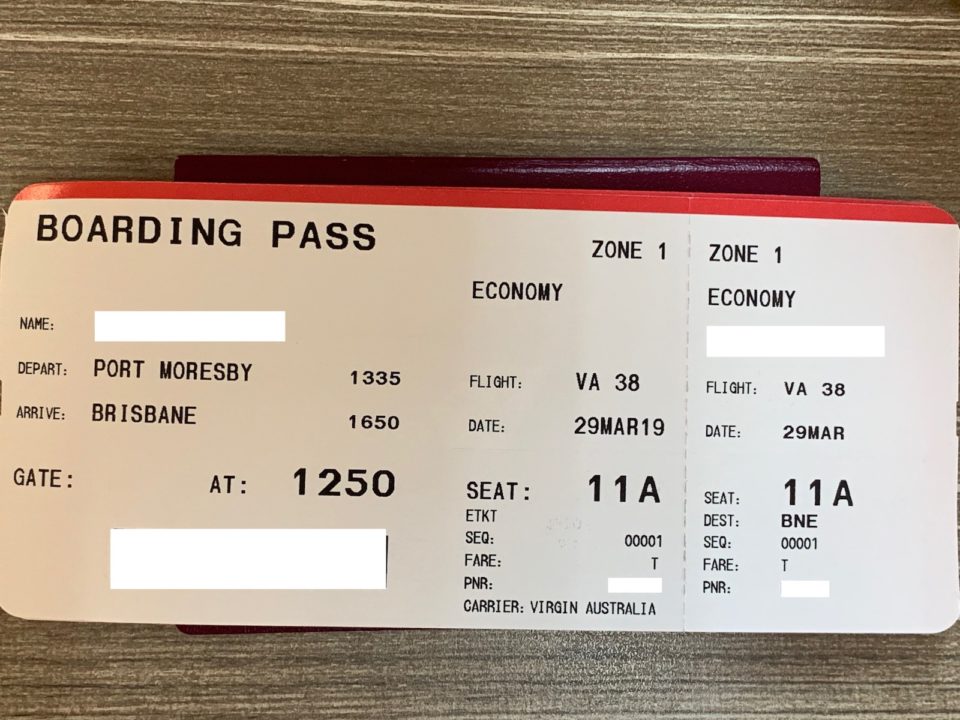 BOARDING PASS
ZONE 1
ECONOMY
NAME:
DEPART: PORT MORESBY 1335
ARRIVE: BRISBANE 1650
FLIGHT: VA 38
DATE: 29MAR19
GATE: AT: 1250
SEAT: 11A
ETKT
SEQ: 00001
FARE: T
PNR:
CARRIER: VIRGIN AUSTRALIA
ZONE 1
ECONOMY
FLIGHT: VA 38
DATE: 29MAR
SEAT: 11A
DEST: BNE
SEQ: 00001
FARE: T
PNR: